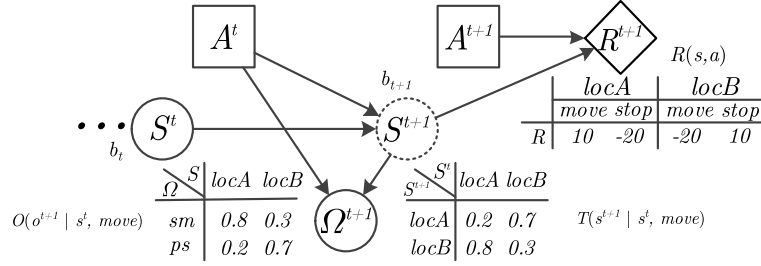 A^t A^{t+1} R^{t+1} R(s,a)
b_{t+1}
locA locB
move stop move stop
R 10 -20 -20 10
••• S^t S^{t+1}
b_t
S locA locB
Ω
sm 0.8 0.3
ps 0.2 0.7
O(o^{t+1} | s^t, move)
Ω^{t+1}
S^t locA locB
S^{t+1}
locA 0.2 0.7
locB 0.8 0.3
T(s^{t+1} | s^t, move)